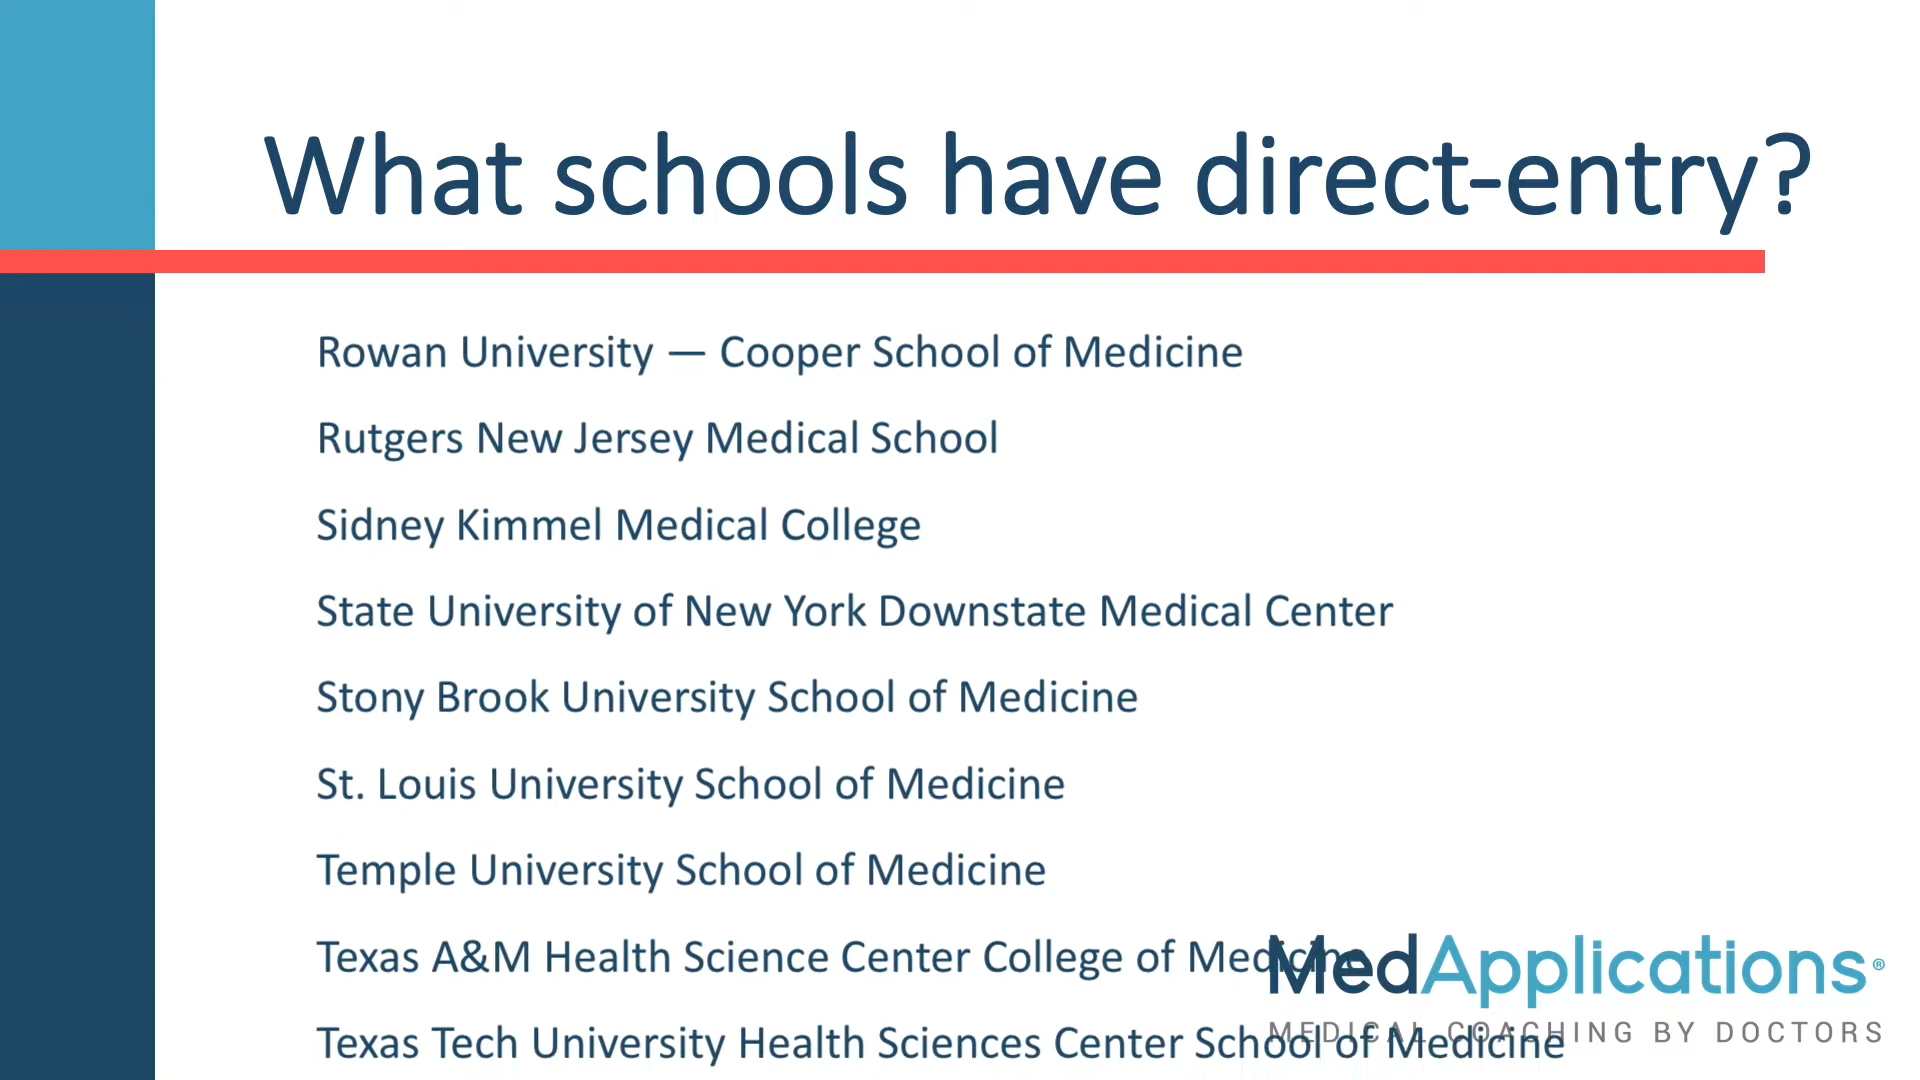 What schools have direct-entry?
Rowan University — Cooper School of Medicine
Rutgers New Jersey Medical School
Sidney Kimmel Medical College
State University of New York Downstate Medical Center
Stony Brook University School of Medicine
St. Louis University School of Medicine
Temple University School of Medicine
Texas A&M Health Science Center College of Medicine
MedApplications®
Texas Tech University Health Sciences Center School of Medicine
MEDICAL COACHING BY DOCTORS